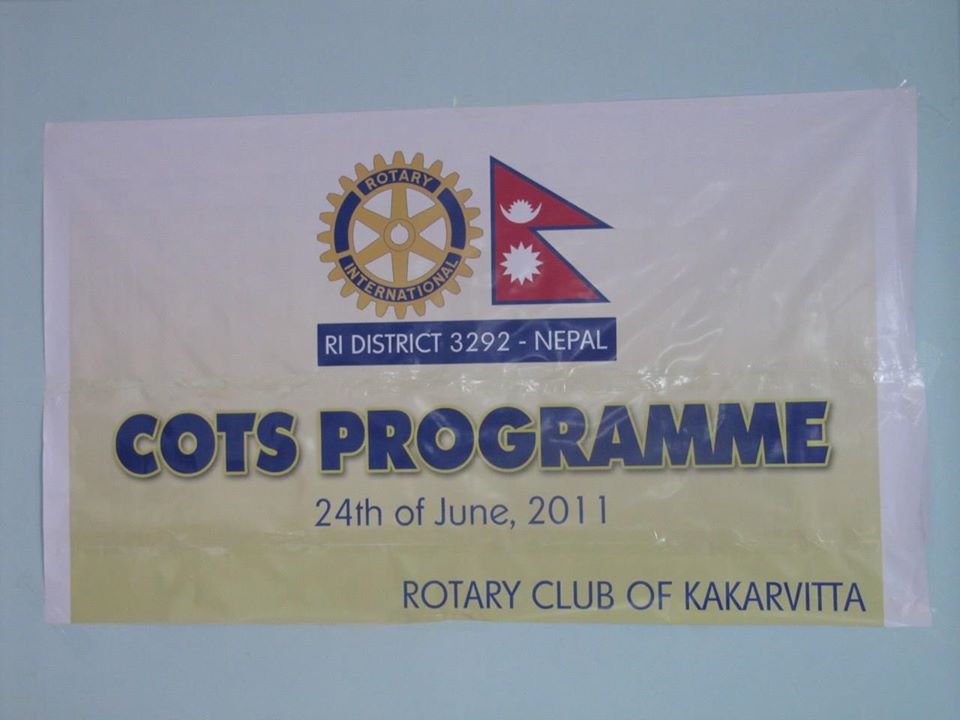 ROTARY
INTERNATIONAL
RI DISTRICT 3292 - NEPAL
COTS PROGRAMME
24th of June, 2011
ROTARY CLUB OF KAKARVITTA